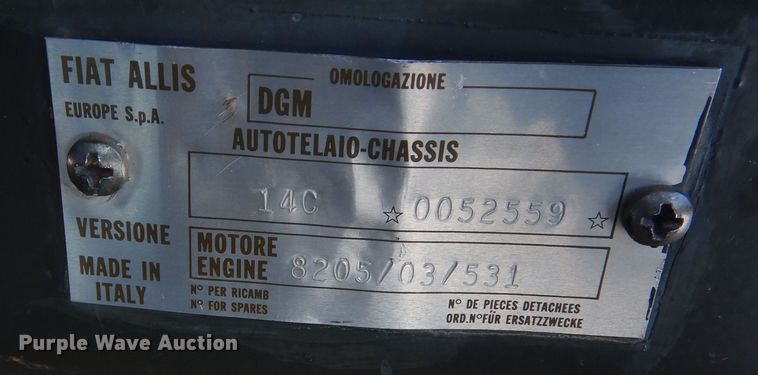 FIAT ALLIS
EUROPE S.p.A.
OMOLOGAZIONE
DGM
AUTOTELAIO-CHASSIS
14C ☆ 0052559 ☆
VERSIONE
MADE IN
ITALY
MOTORE
ENGINE
8205/03/531
N° PER RICAMB
N° FOR SPARES
N° DE PIECES DETACHEES
ORD.N°FÜR ERSATZZWECKE
Purple Wave Auction